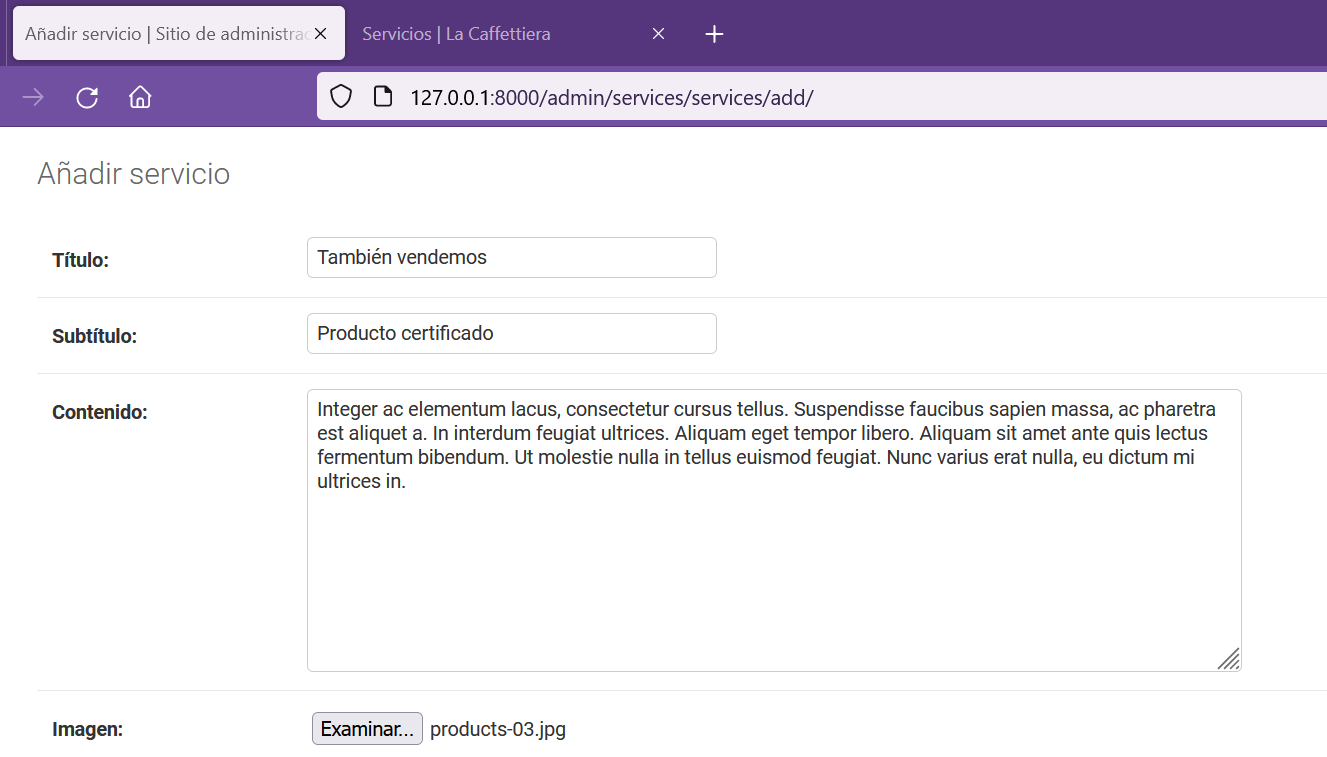 Añadir servicio | Sitio de administrac
Servicios | La Caffettiera
127.0.0.1:8000/admin/services/services/add/
Añadir servicio
Título:
También vendemos
Subtítulo:
Producto certificado
Contenido:
Integer ac elementum lacus, consectetur cursus tellus. Suspendisse faucibus sapien massa, ac pharetra
est aliquet a. In interdum feugiat ultrices. Aliquam eget tempor libero. Aliquam sit amet ante quis lectus
fermentum bibendum. Ut molestie nulla in tellus euismod feugiat. Nunc varius erat nulla, eu dictum mi
ultrices in.
Imagen:
Examinar... products-03.jpg